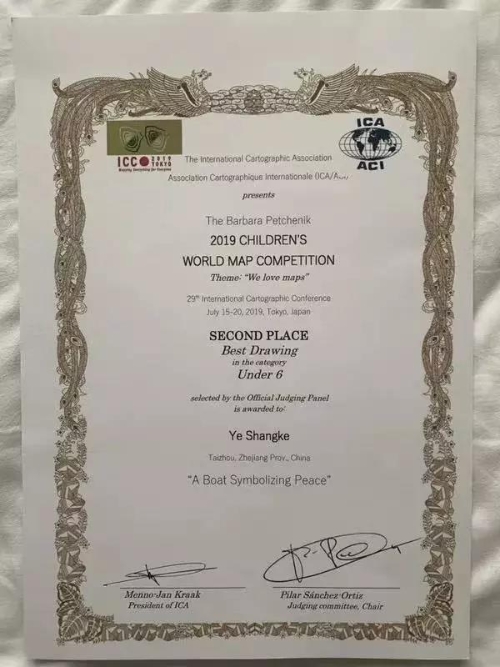 ICC 2019
TOKYO
ICA
ACI
The International Cartographic Association
Association Cartographique Internationale (ICA/A
presents
The Barbara Petchenik
2019 CHILDREN'S
WORLD MAP COMPETITION
Theme: "We love maps"
29th International Cartographic Conference
July 15-20, 2019, Tokyo, Japan
SECOND PLACE
Best Drawing
in the category
Under 6
selected by the Official Judging Panel
is awarded to:
Ye Shangke
Taizhou, Zhejiang Prov., China
"A Boat Symbolizing Peace"
Menno-Jan Kraak
President of ICA
Pilar Sánchez-Ortiz
Judging committee, Chair